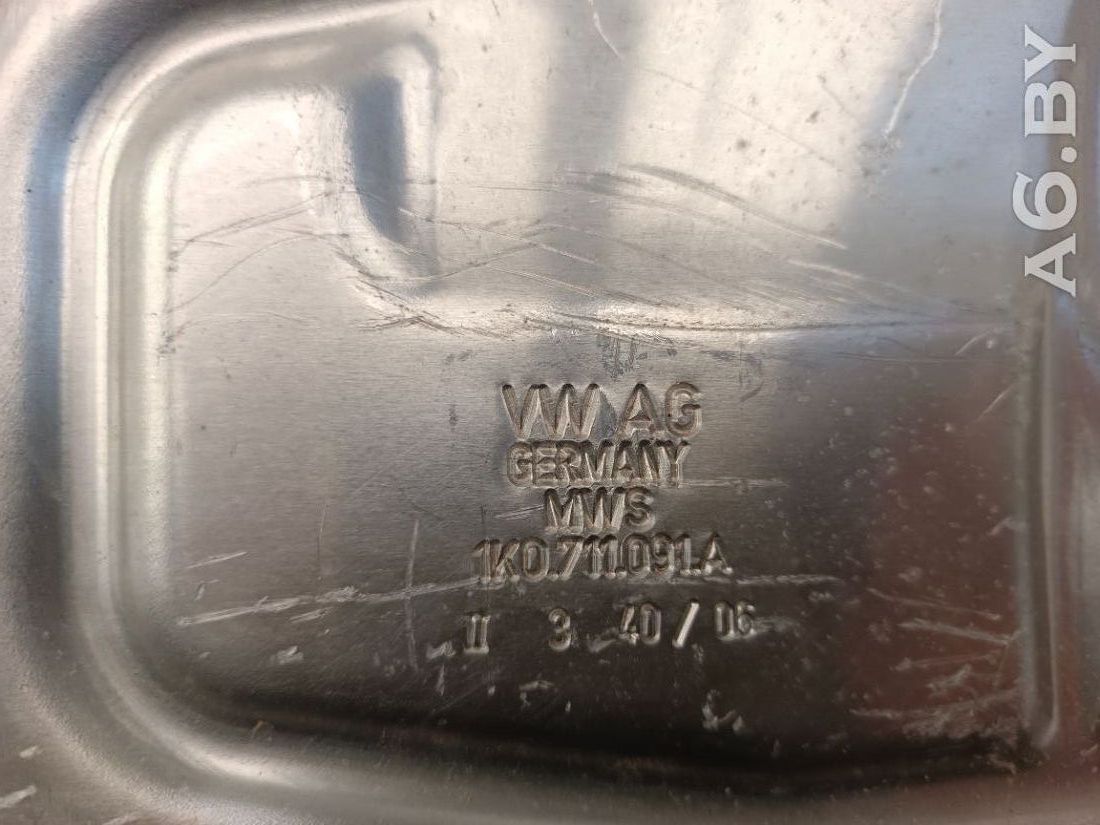 VW AG
GERMANY
MWS
1K0.711.091.A
II 3 40/06
A6.BY